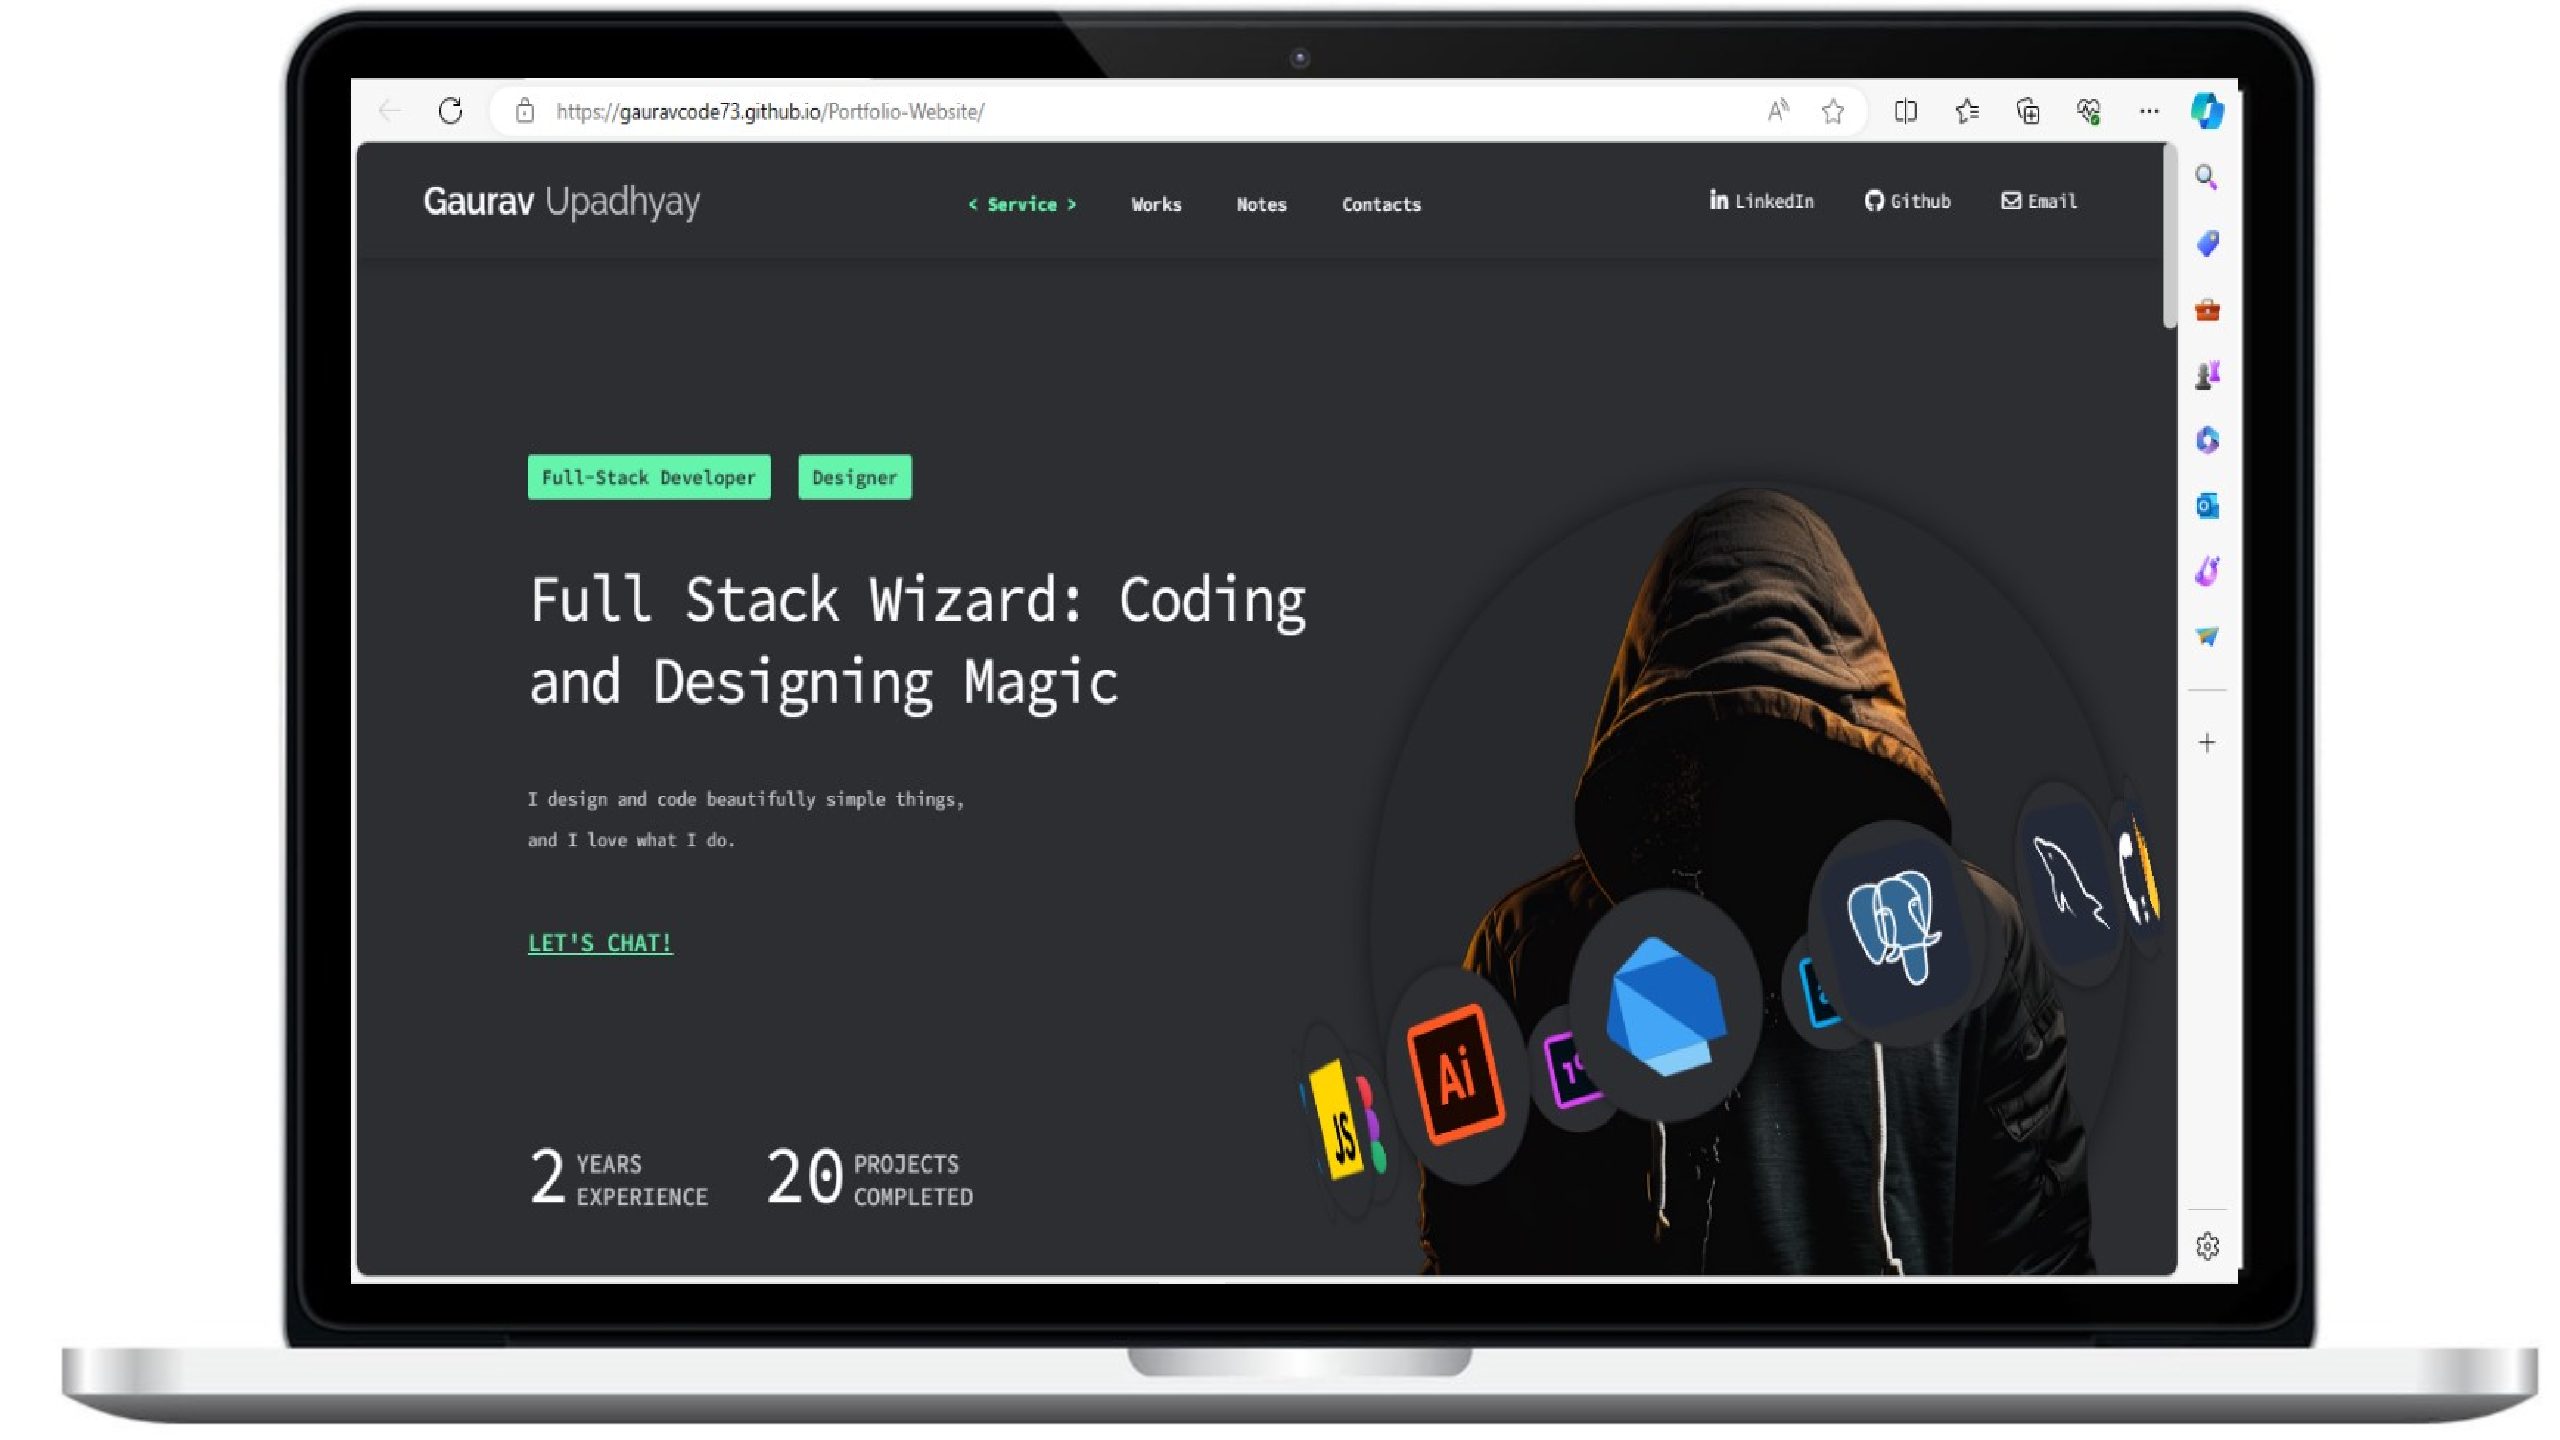 https://gauravcode73.github.io/Portfolio-Website/
Gaurav Upadhyay
< Service >
Works
Notes
Contacts
in LinkedIn
Github
Email
Full-Stack Developer
Designer
Full Stack Wizard: Coding
and Designing Magic
I design and code beautifully simple things,
and I love what I do.
LET'S CHAT!
JS
Ai
2 YEARS
EXPERIENCE
20 PROJECTS
COMPLETED